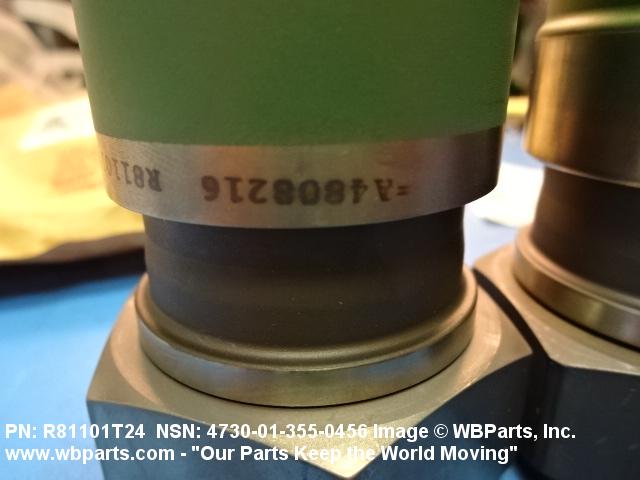 =A4808216 R8110
PN: R81101T24 NSN: 4730-01-355-0456 Image © WBParts, Inc.
www.wbparts.com - "Our Parts Keep the World Moving"